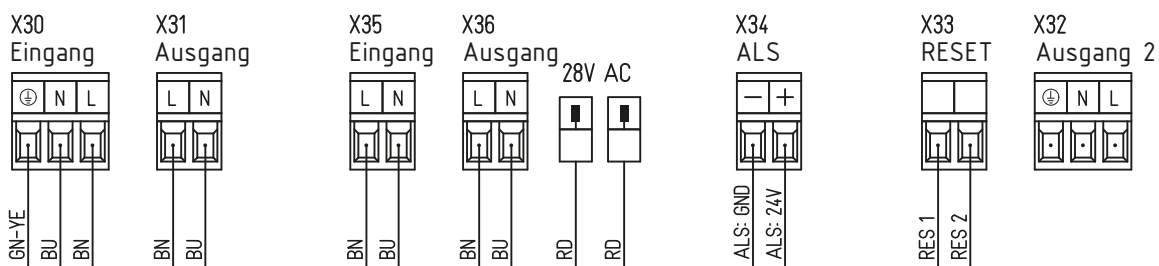 X30 X31 X35 X36 X34 X33 X32
Eingang Ausgang Eingang Ausgang ALS RESET Ausgang 2
28V AC
N L L N L N L N − + N L
GN-YE BU BN BN BU BN BU BN BU RD RD ALS: GND ALS: 24V RES 1 RES 2